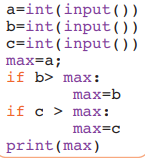 a=int(input())
b=int(input())
c=int(input())
max=a;
if b> max:
        max=b
if c > max:
        max=c
print(max)